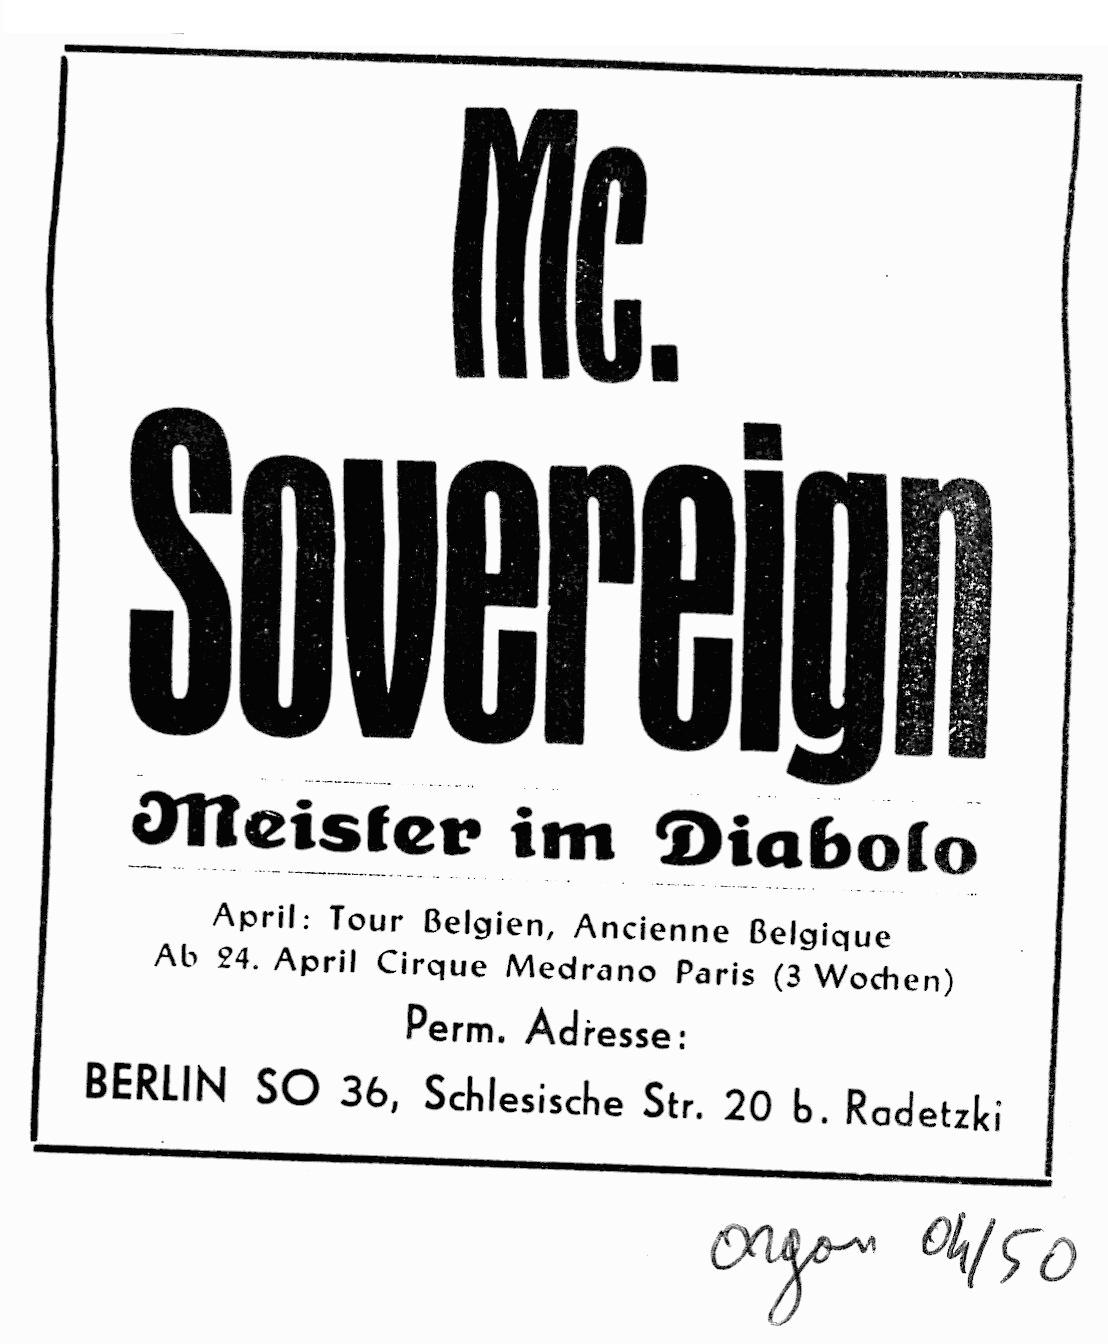 Mc.
Sovereign
Meister im Diabolo
April: Tour Belgien, Ancienne Belgique
Ab 24. April Cirque Medrano Paris (3 Wochen)
Perm. Adresse:
BERLIN SO 36, Schlesische Str. 20 b. Radetzki
Organ 04/50